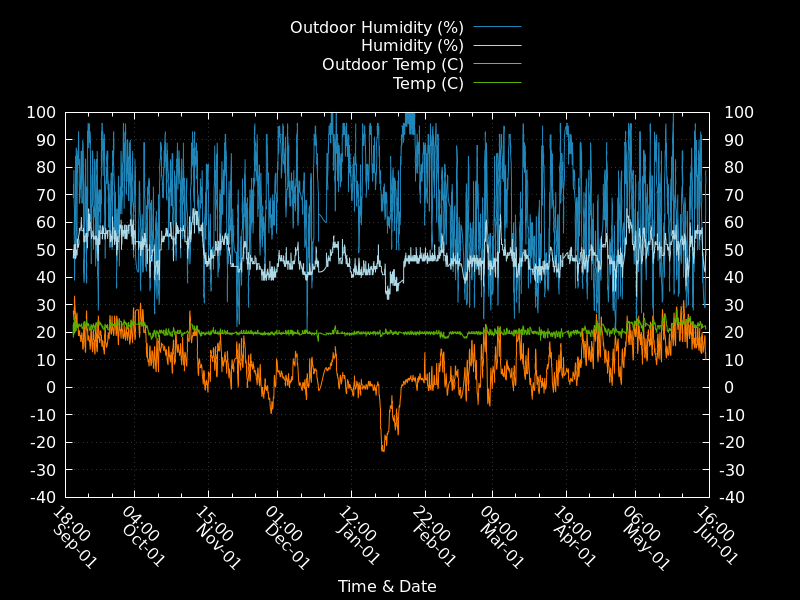 Outdoor Humidity (%)
Humidity (%)
Outdoor Temp (C)
Temp (C)
100 100
90 90
80 80
70 70
60 60
50 50
40 40
30 30
20 20
10 10
0 0
-10 -10
-20 -20
-30 -30
-40 -40
18:00
Sep-01
04:00
Oct-01
15:00
Nov-01
01:00
Dec-01
12:00
Jan-01
22:00
Feb-01
09:00
Mar-01
19:00
Apr-01
06:00
May-01
16:00
Jun-01
Time & Date